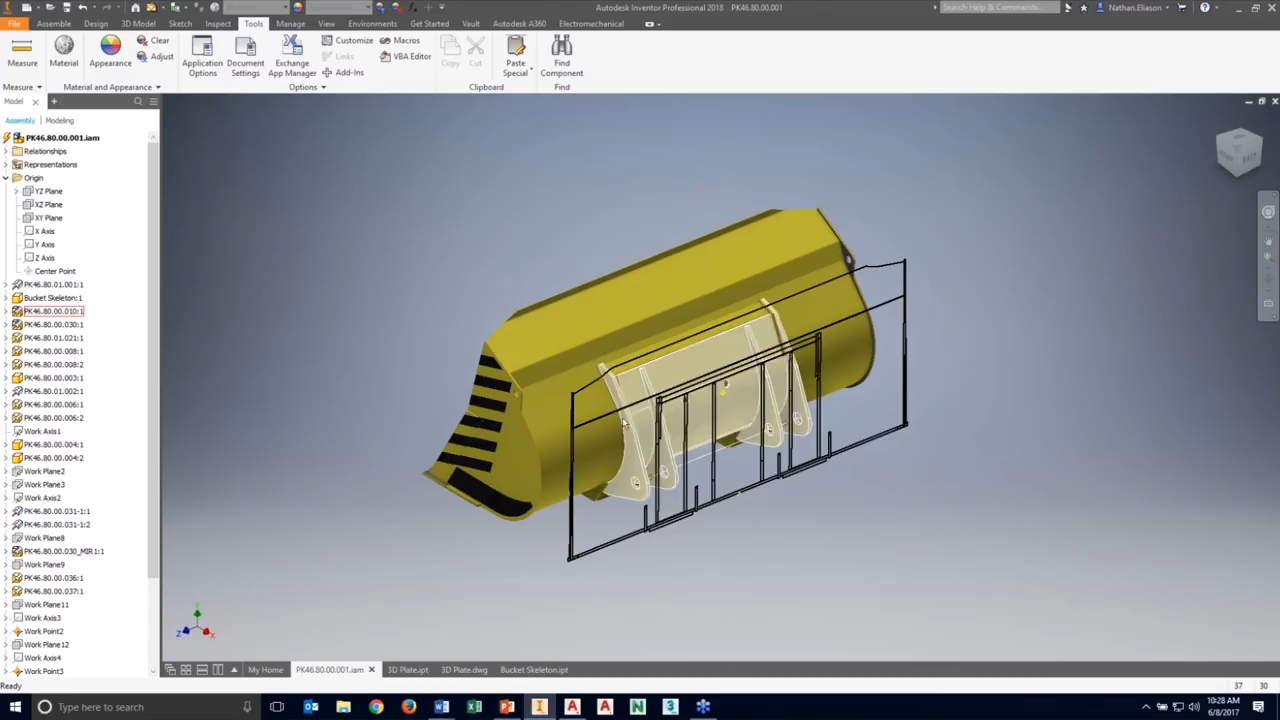 Autodesk Inventor Professional 2018   PK46.80.00.001
Search Help & Commands...
Nathan.Eliason
File Assembly Design 3D Model Sketch Inspect Tools Manage View Environments Get Started Vault Autodesk A360 Electromechanical
Measure
Material
Appearance
Clear
Adjust
Application Options
Document Settings
Exchange App Manager
Customize
Links
Add-Ins
Macros
VBA Editor
Copy
Cut
Paste Special
Find Component
Measure Material and Appearance Options Clipboard Find
Model
Assembly Modeling
PK46.80.00.001.iam
Relationships
Representations
Origin
YZ Plane
XZ Plane
XY Plane
X Axis
Y Axis
Z Axis
Center Point
PK46.80.01.001:1
Bucket Skeleton:1
PK46.80.00.010:1
PK46.80.00.030:1
PK46.80.01.021:1
PK46.80.00.008:1
PK46.80.00.008:2
PK46.80.00.003:1
PK46.80.01.002:1
PK46.80.00.006:1
PK46.80.00.006:2
Work Axis1
PK46.80.00.004:1
PK46.80.00.004:2
Work Plane2
Work Plane3
Work Axis2
PK46.80.00.031-1:1
PK46.80.00.031-1:2
Work Plane8
PK46.80.00.030_MIR1:1
Work Plane9
PK46.80.00.036:1
PK46.80.00.037:1
Work Plane11
Work Axis3
Work Point2
Work Plane12
Work Axis4
Work Point3
Z
X
My Home PK46.80.00.001.iam 3D Plate.ipt 3D Plate.dwg Bucket Skeleton.ipt
Ready
37 30
Type here to search
10:28 AM
6/8/2017